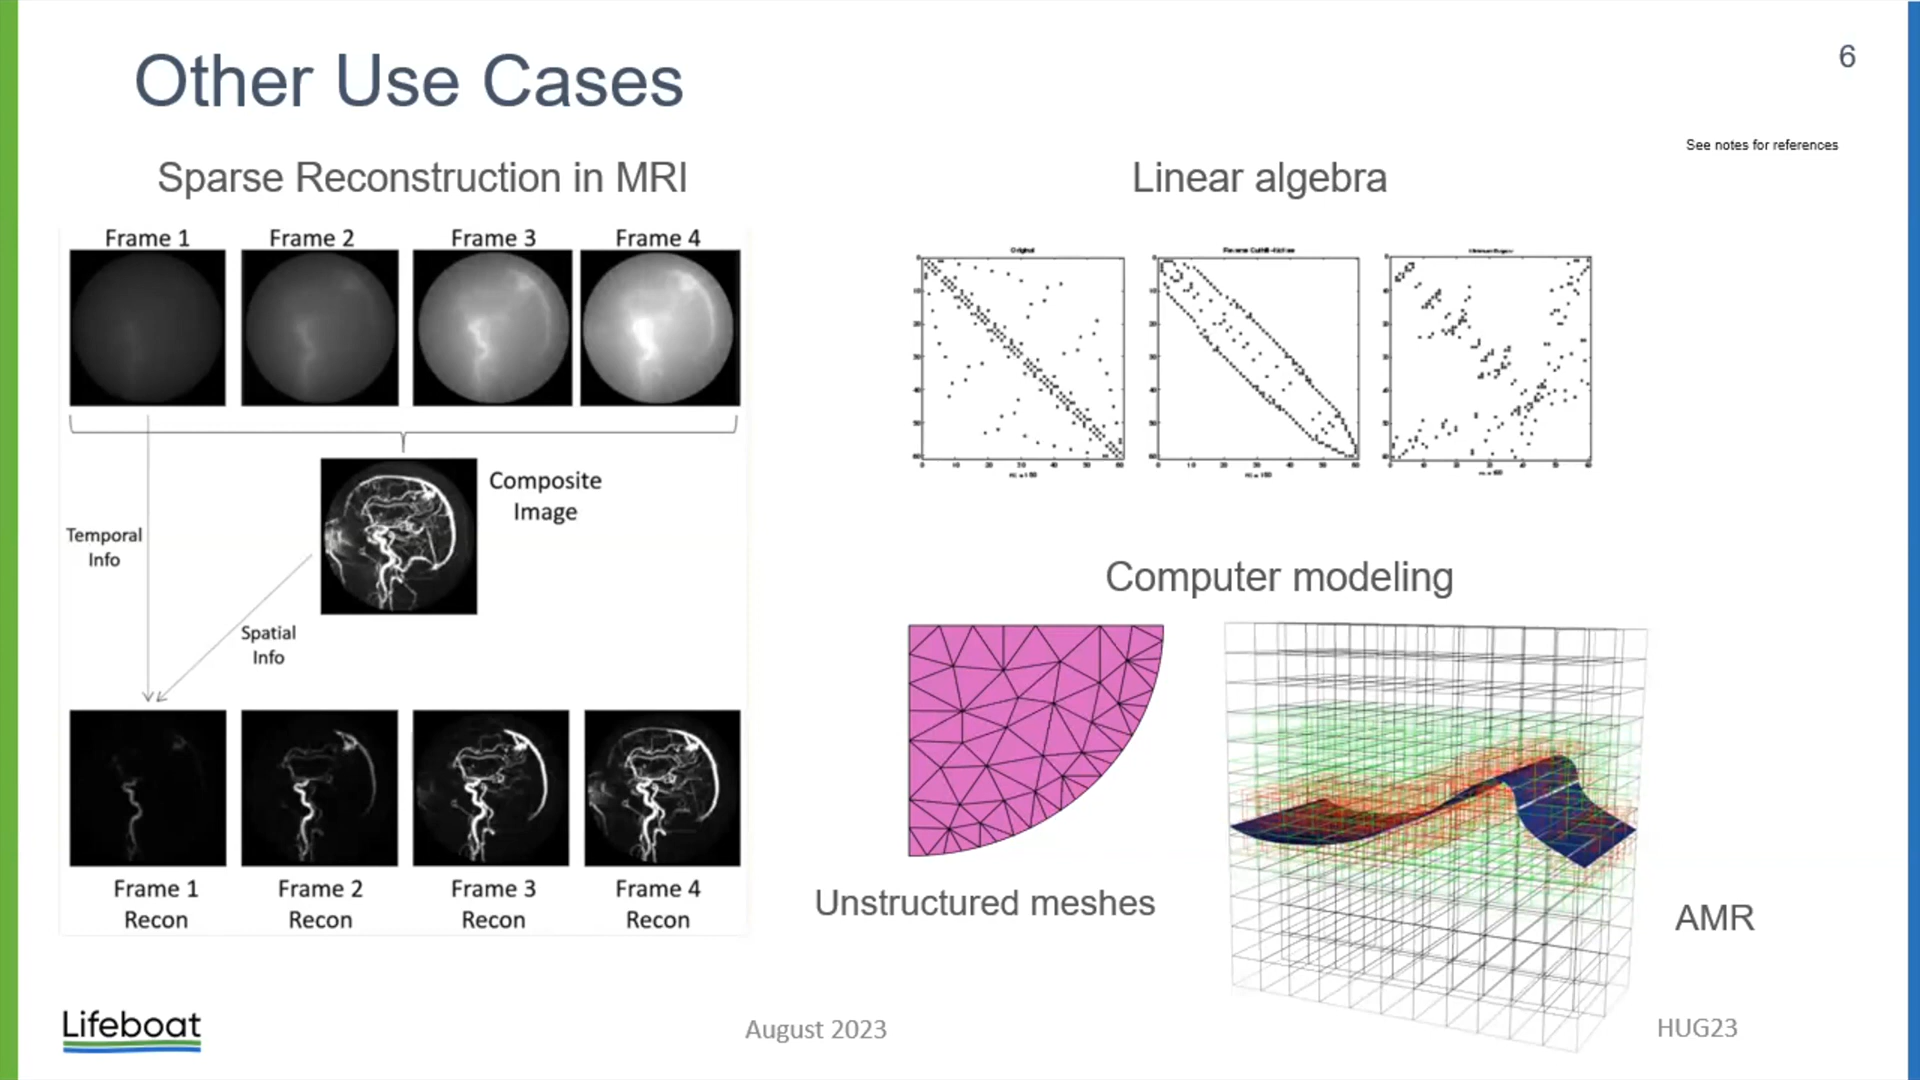 Other Use Cases
6
See notes for references
Sparse Reconstruction in MRI
Frame 1
Frame 2
Frame 3
Frame 4
Composite
Image
Temporal
Info
Spatial
Info
Frame 1
Recon
Frame 2
Recon
Frame 3
Recon
Frame 4
Recon
Linear algebra
Original
Computer modeling
Unstructured meshes
AMR
Lifeboat
August 2023
HUG23